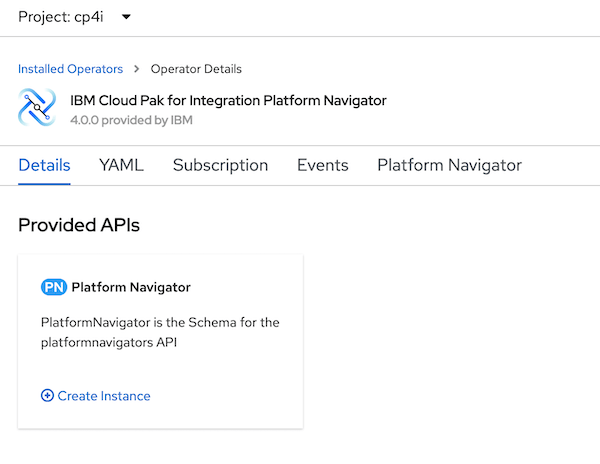 Project: cp4i
Installed Operators > Operator Details
IBM Cloud Pak for Integration Platform Navigator
4.0.0 provided by IBM
Details YAML Subscription Events Platform Navigator
Provided APIs
PN Platform Navigator
PlatformNavigator is the Schema for the
platformnavigators API
Create Instance